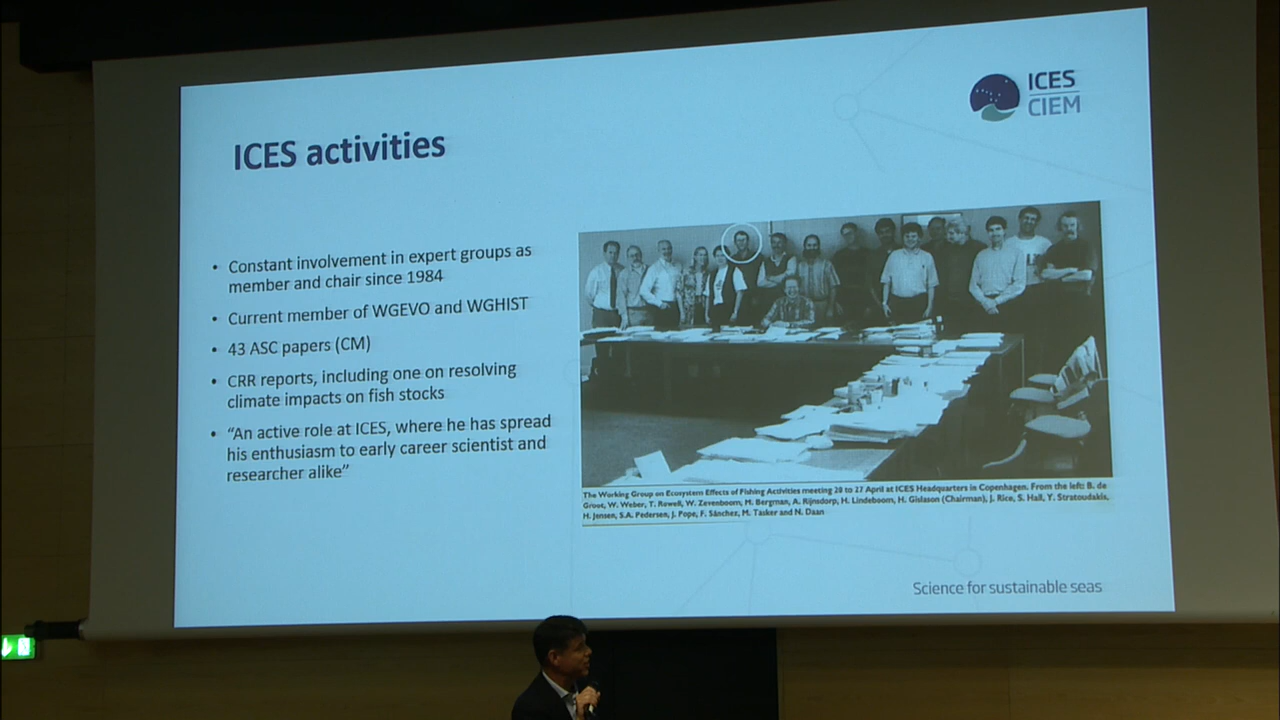 ICES
CIEM
ICES activities
• Constant involvement in expert groups as
member and chair since 1984
• Current member of WGEVO and WGHIST
• 43 ASC papers (CM)
• CRR reports, including one on resolving
climate impacts on fish stocks
• “An active role at ICES, where he has spread
his enthusiasm to early career scientist and
researcher alike”
The Working Group on Ecosystem Effects of Fishing Activities meeting 20 to 27 April at ICES Headquarters in Copenhagen. From the left: B. de
Groot, W. Weber, T. Rowell, W. Zevenboom, M. Bergman, A. Rijnsdorp, H. Lindeboom, H. Gislason (Chairman), J. Rice, S. Hall, Y. Stratoudakis,
H. Jensen, S.A. Pedersen, J. Pope, F. Sánchez, M. Tasker and N. Daan
Science for sustainable seas